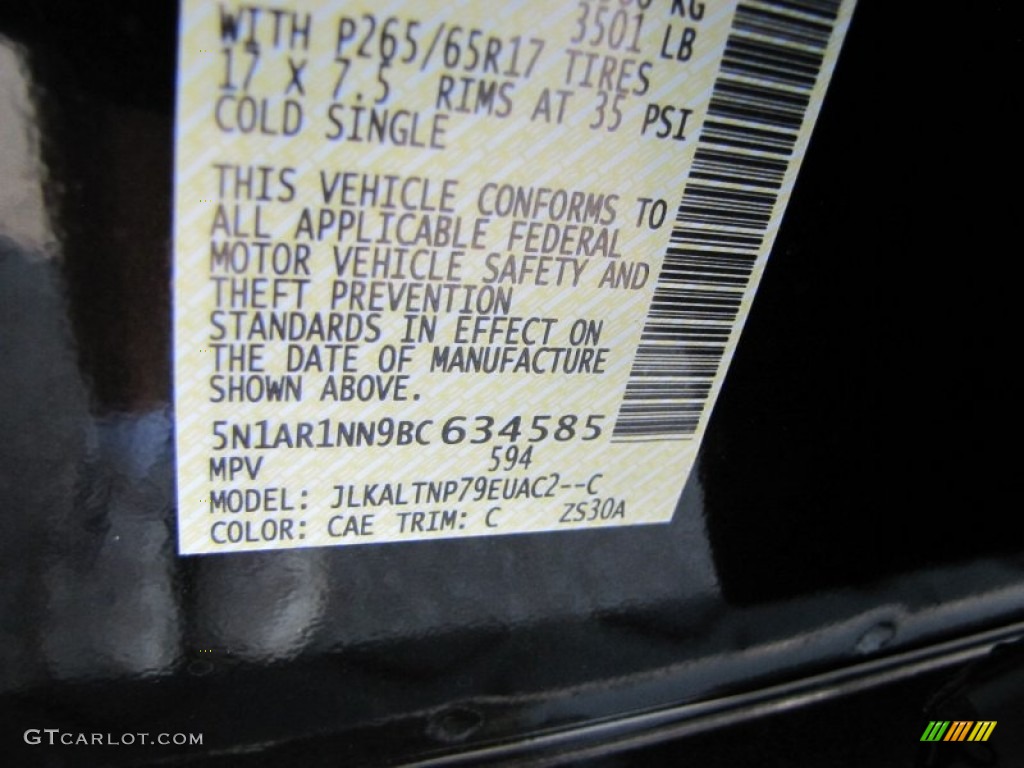 KG
3501 LB
WITH P265/65R17 TIRES
17 X 7.5 RIMS AT 35 PSI
COLD SINGLE
THIS VEHICLE CONFORMS TO
ALL APPLICABLE FEDERAL
MOTOR VEHICLE SAFETY AND
THEFT PREVENTION
STANDARDS IN EFFECT ON
THE DATE OF MANUFACTURE
SHOWN ABOVE.
5N1AR1NN9BC634585
MPV 594
MODEL: JLKALTNP79EUAC2--C
COLOR: CAE TRIM: C ZS30A
GTCARLOT.COM